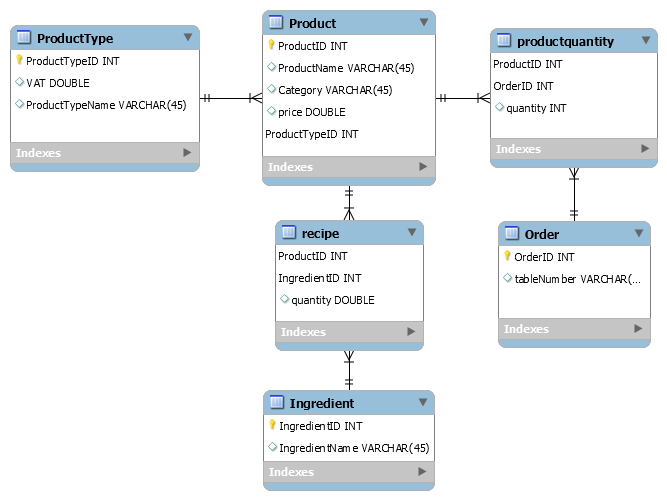 ProductType
ProductTypeID INT
VAT DOUBLE
ProductTypeName VARCHAR(45)
Indexes
Product
ProductID INT
ProductName VARCHAR(45)
Category VARCHAR(45)
price DOUBLE
ProductTypeID INT
Indexes
productquantity
ProductID INT
OrderID INT
quantity INT
Indexes
recipe
ProductID INT
IngredientID INT
quantity DOUBLE
Indexes
Order
OrderID INT
tableNumber VARCHAR(...
Indexes
Ingredient
IngredientID INT
IngredientName VARCHAR(45)
Indexes